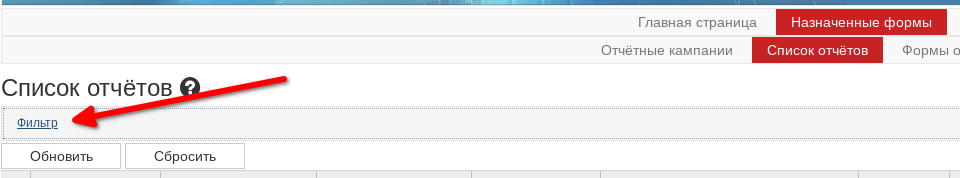 Главная страница Назначенные формы
Отчётные кампании Список отчётов Формы о
Список отчётов ?
Фильтр
Обновить Сбросить